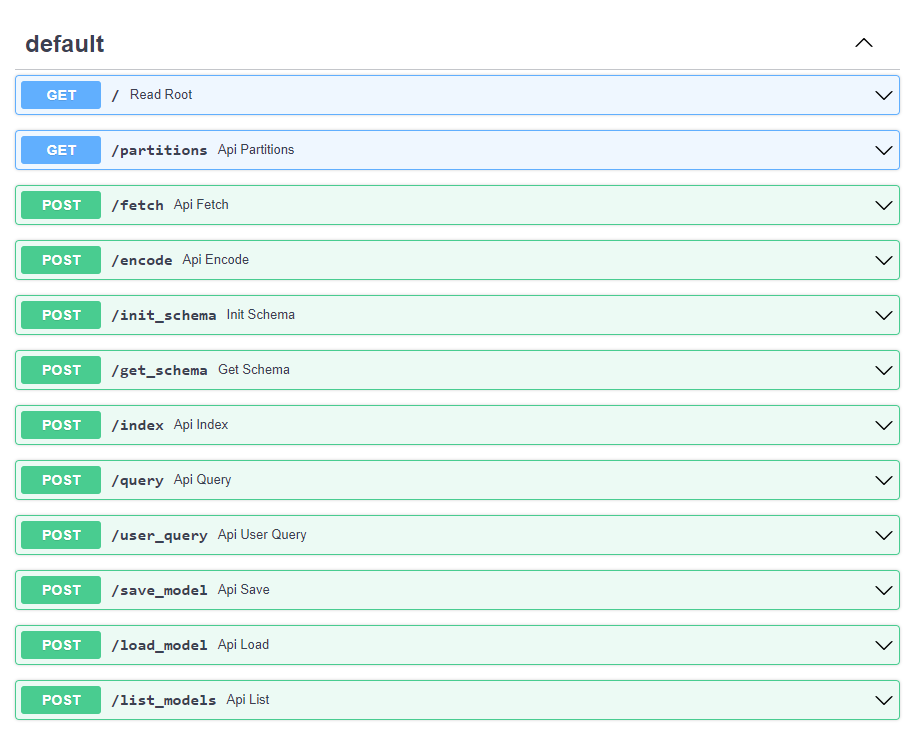 default
GET / Read Root
GET /partitions Api Partitions
POST /fetch Api Fetch
POST /encode Api Encode
POST /init_schema Init Schema
POST /get_schema Get Schema
POST /index Api Index
POST /query Api Query
POST /user_query Api User Query
POST /save_model Api Save
POST /load_model Api Load
POST /list_models Api List